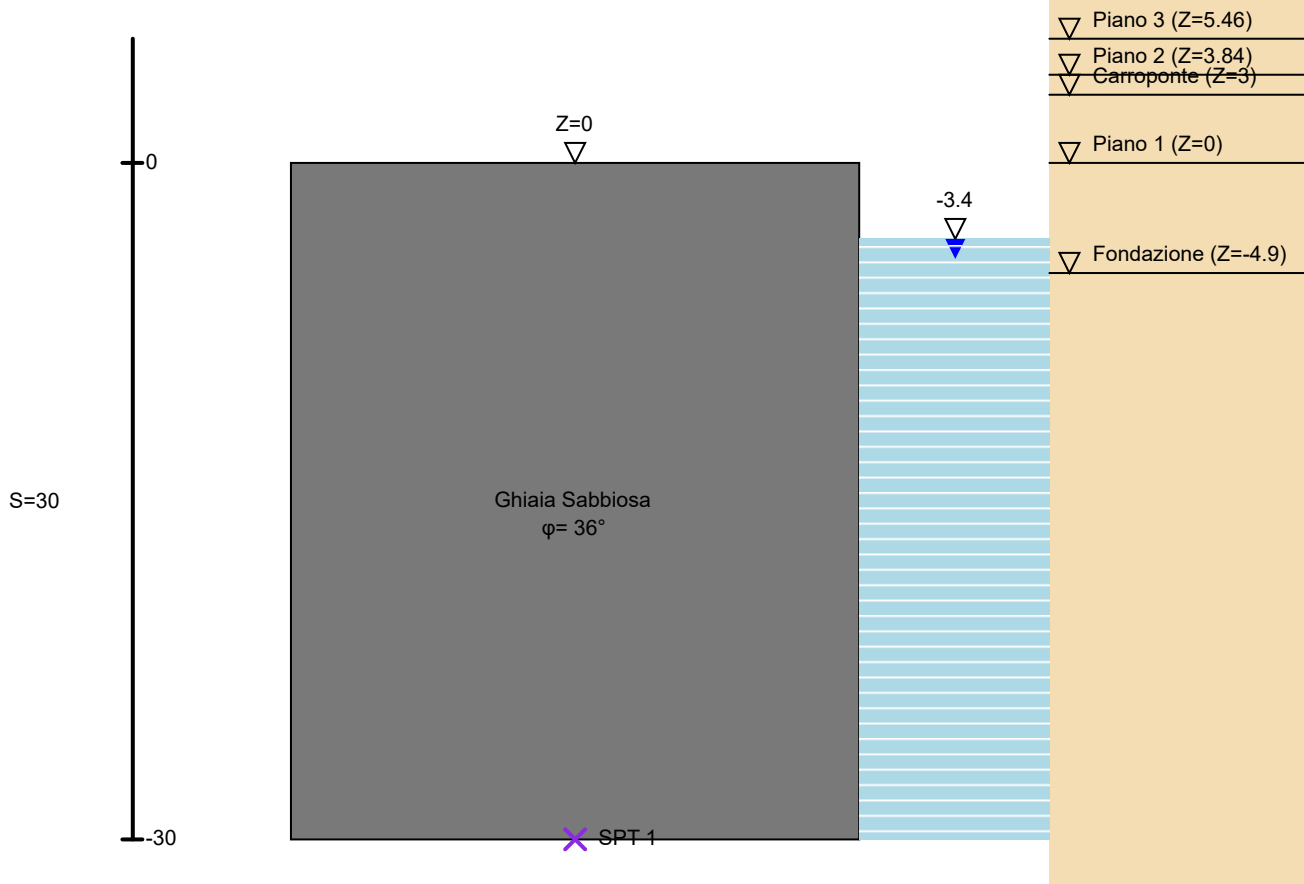 Piano 3 (Z=5.46)
Piano 2 (Z=3.84)
Carroponte (Z=3)
Z=0
Piano 1 (Z=0)
0
-3.4
Fondazione (Z=-4.9)
S=30
Ghiaia Sabbiosa
φ= 36°
-30
SPT 1